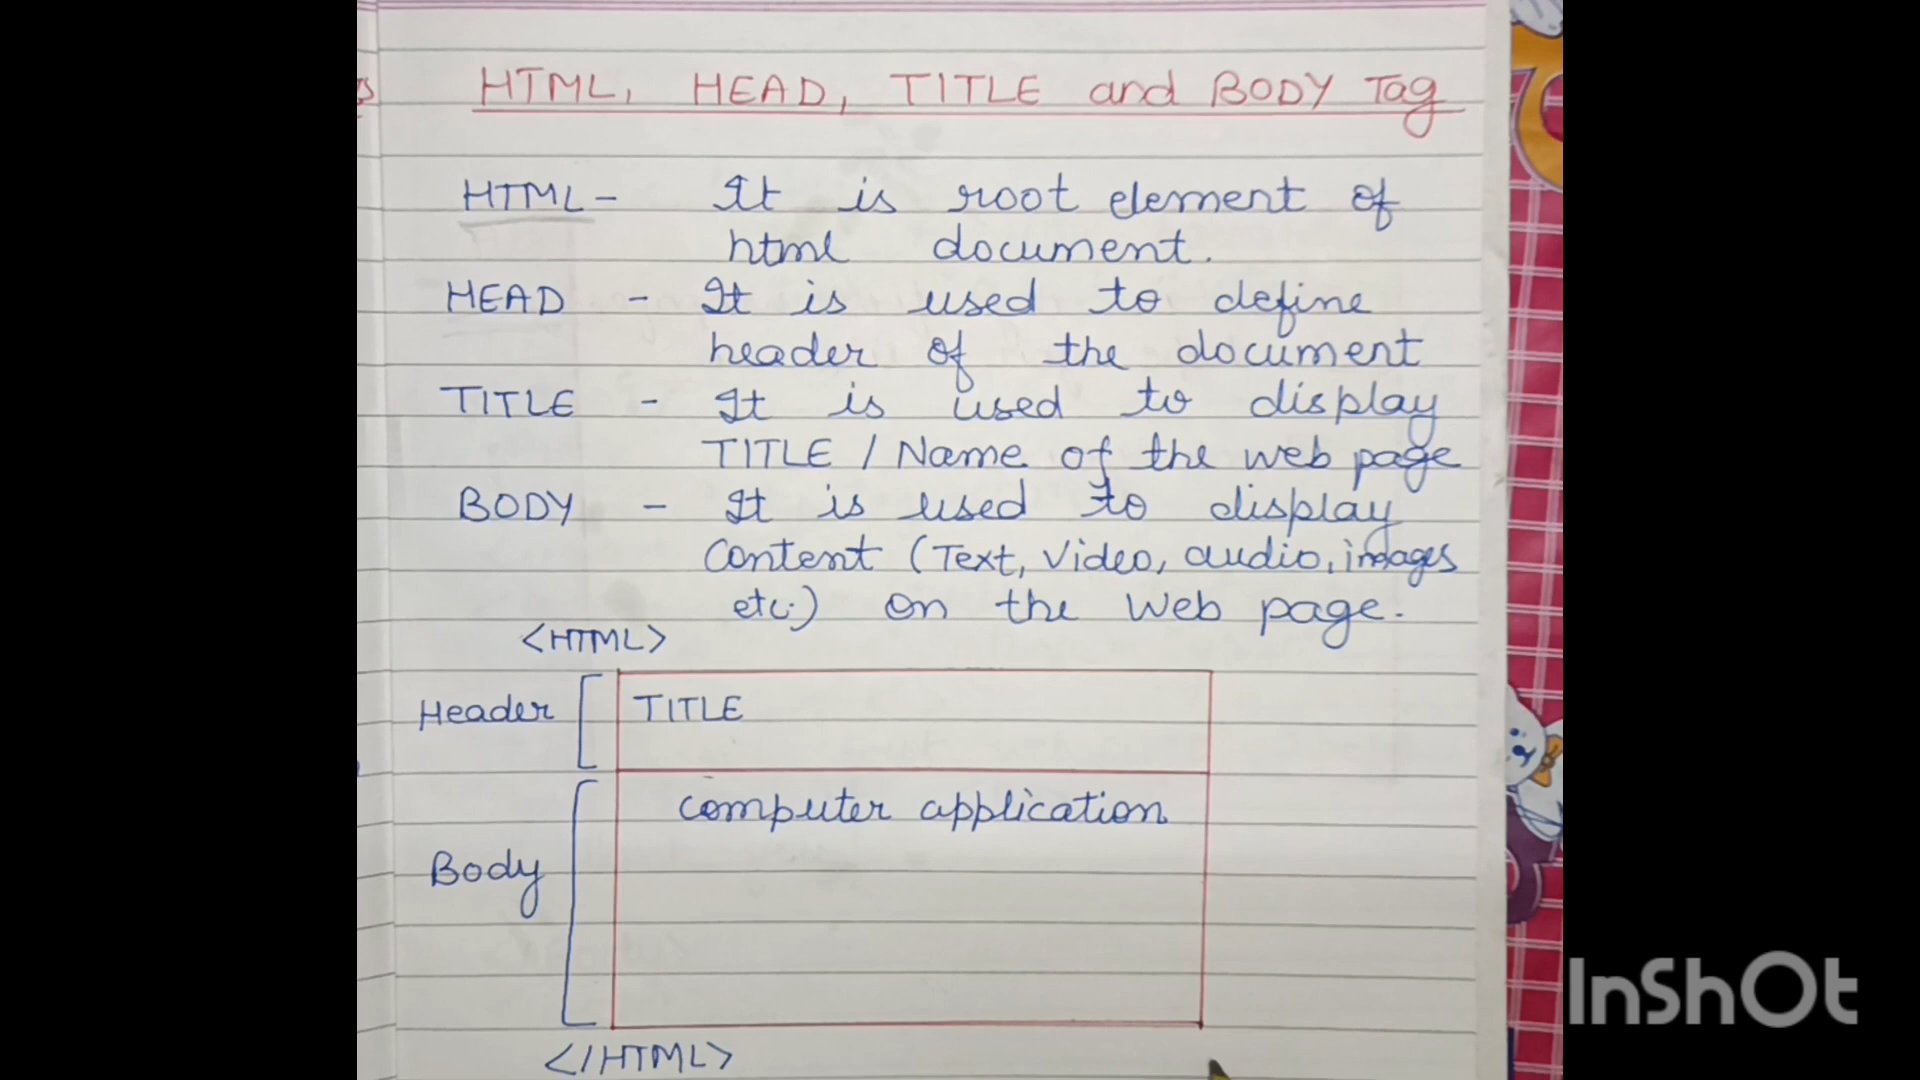 HTML, HEAD, TITLE and BODY Tag
HTML - It is root element of
html document.
HEAD - It is used to define
header of the document
TITLE - It is used to display
TITLE / Name of the web page
BODY - It is used to display
Content (Text, Video, audio, images
etc.) on the Web page.
<HTML>
Header [ TITLE
computer application
Body [
</HTML>
InShOt